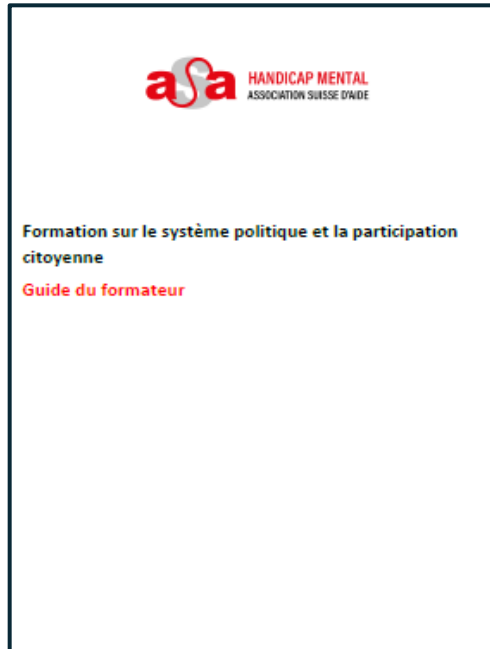 aSa HANDICAP MENTAL
ASSOCIATION SUISSE D'AIDE
Formation sur le système politique et la participation
citoyenne
Guide du formateur